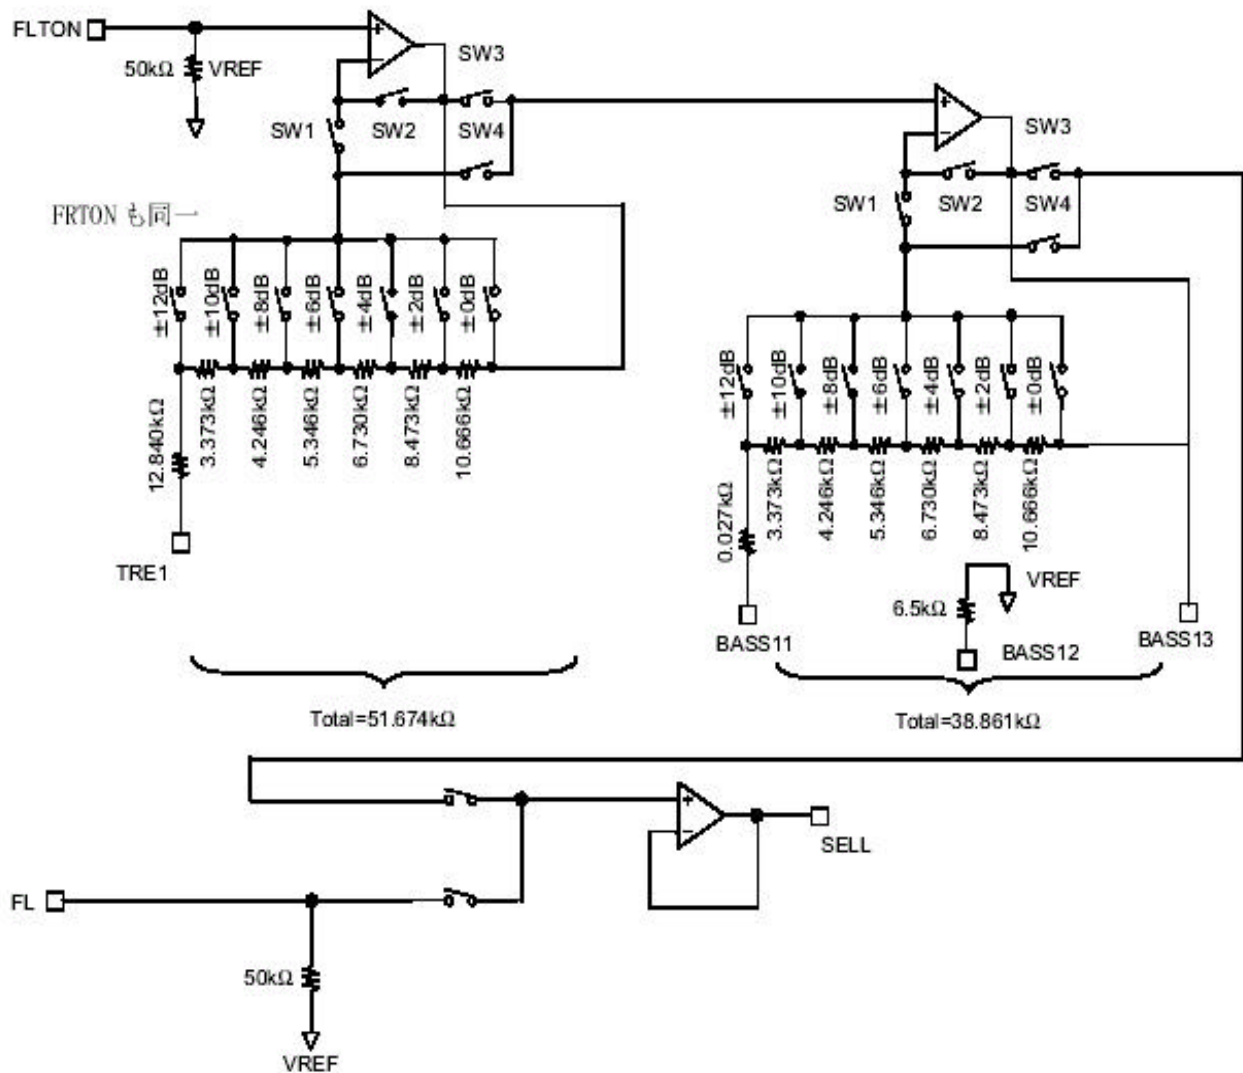 FLTON
50kΩ
VREF
SW3
SW1
SW2
SW4
FRTON も同一
±12dB
±10dB
±8dB
±6dB
±4dB
±2dB
±0dB
12.840kΩ
3.373kΩ
4.246kΩ
5.346kΩ
6.730kΩ
8.473kΩ
10.666kΩ
TRE1
Total=51.674kΩ
SW3
SW1
SW2
SW4
±12dB
±10dB
±8dB
±6dB
±4dB
±2dB
±0dB
0.027kΩ
3.373kΩ
4.246kΩ
5.346kΩ
6.730kΩ
8.473kΩ
10.666kΩ
VREF
6.5kΩ
BASS11
BASS12
BASS13
Total=38.861kΩ
SELL
FL
50kΩ
VREF